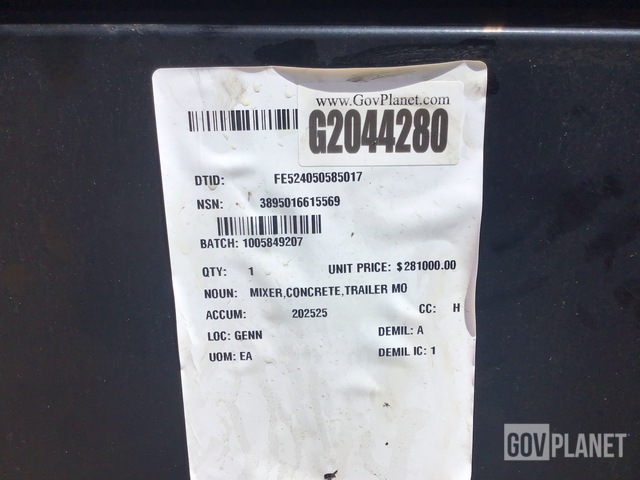 www.GovPlanet.com
G2044280
DTID: FE524050585017
NSN: 3895016615569
BATCH: 1005849207
QTY: 1 UNIT PRICE: $281000.00
NOUN: MIXER,CONCRETE,TRAILER MO
ACCUM: 202525 CC: H
LOC: GENN DEMIL: A
UOM: EA DEMIL IC: 1
GOVPLANET